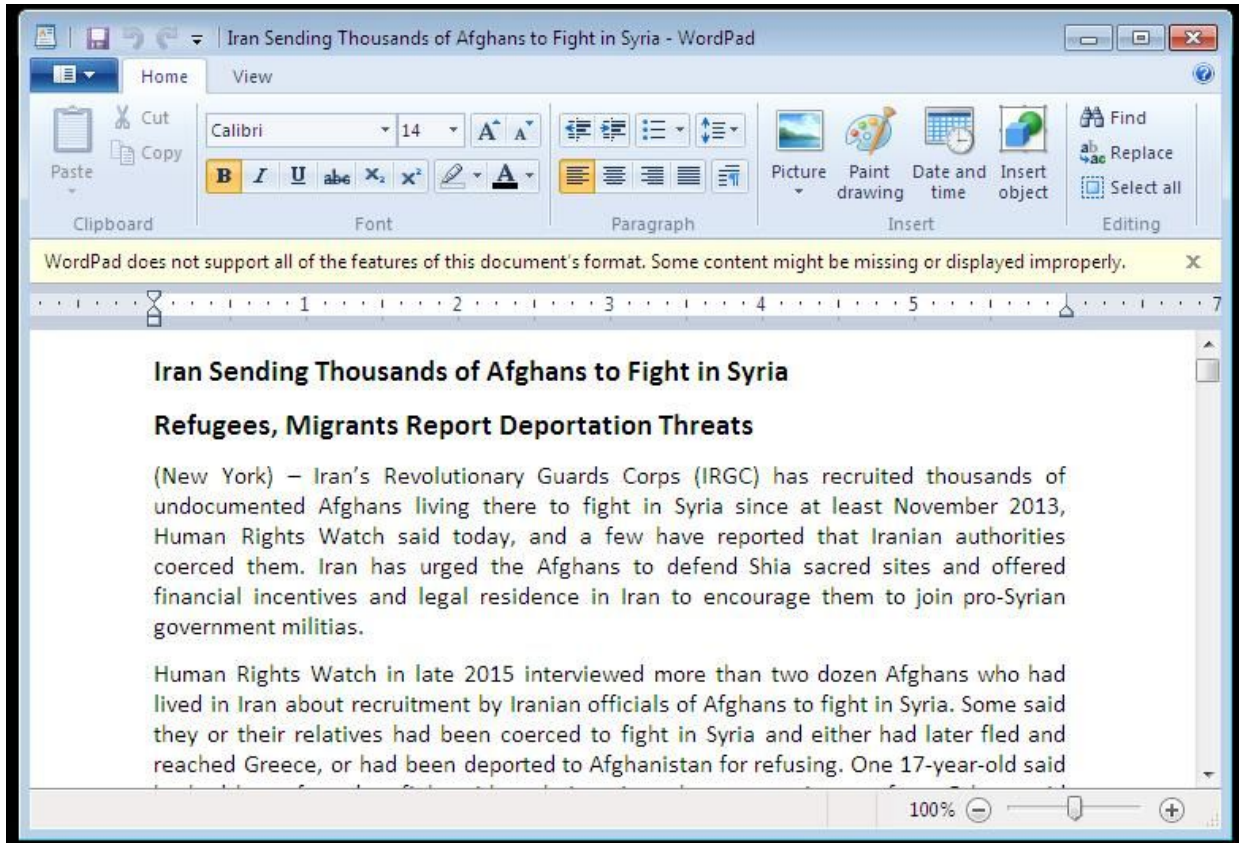 Iran Sending Thousands of Afghans to Fight in Syria - WordPad
Home View
Cut
Copy
Paste
Calibri 14 A A
B I U abc X₂ X² A
Picture Paint drawing Date and time Insert object
Find
Replace
Select all
Clipboard Font Paragraph Insert Editing
WordPad does not support all of the features of this document's format. Some content might be missing or displayed improperly. X
1 2 3 4 5 7
Iran Sending Thousands of Afghans to Fight in Syria
Refugees, Migrants Report Deportation Threats
(New York) – Iran's Revolutionary Guards Corps (IRGC) has recruited thousands of
undocumented Afghans living there to fight in Syria since at least November 2013,
Human Rights Watch said today, and a few have reported that Iranian authorities
coerced them. Iran has urged the Afghans to defend Shia sacred sites and offered
financial incentives and legal residence in Iran to encourage them to join pro-Syrian
government militias.
Human Rights Watch in late 2015 interviewed more than two dozen Afghans who had
lived in Iran about recruitment by Iranian officials of Afghans to fight in Syria. Some said
they or their relatives had been coerced to fight in Syria and either had later fled and
reached Greece, or had been deported to Afghanistan for refusing. One 17-year-old said
100%